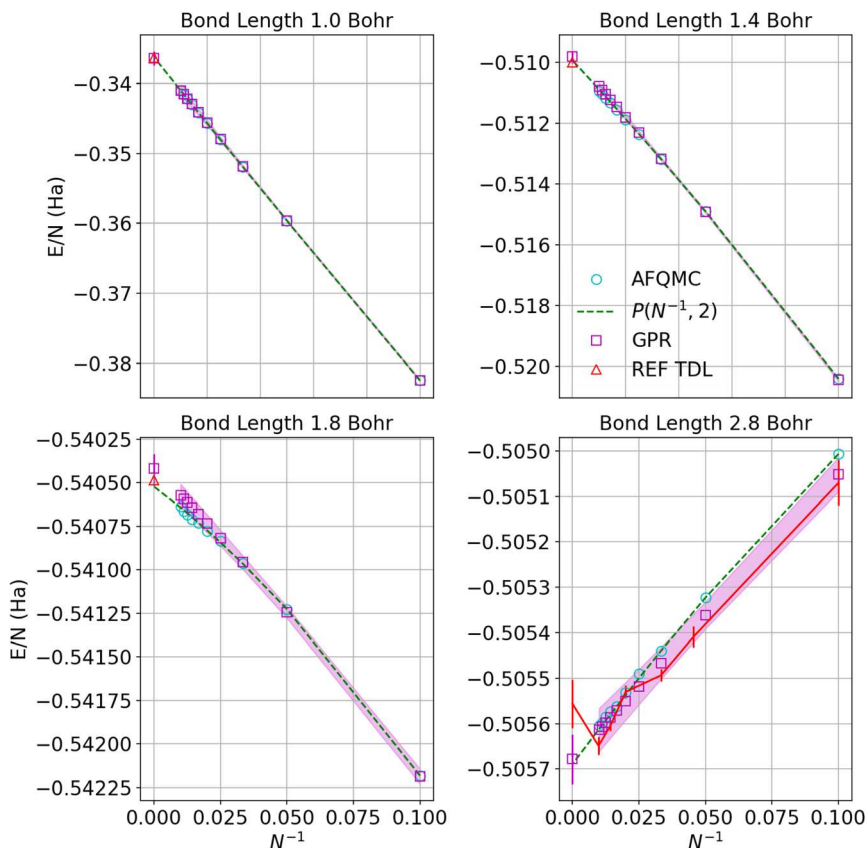 Bond Length 1.0 Bohr
Bond Length 1.4 Bohr
E/N (Ha)
−0.34
−0.35
−0.36
−0.37
−0.38
−0.510
−0.512
−0.514
−0.516
−0.518
−0.520
AFQMC
P(N⁻¹, 2)
GPR
REF TDL
Bond Length 1.8 Bohr
Bond Length 2.8 Bohr
E/N (Ha)
−0.54025
−0.54050
−0.54075
−0.54100
−0.54125
−0.54150
−0.54175
−0.54200
−0.54225
−0.5050
−0.5051
−0.5052
−0.5053
−0.5054
−0.5055
−0.5056
−0.5057
0.000 0.025 0.050 0.075 0.100
0.000 0.025 0.050 0.075 0.100
N⁻¹
N⁻¹